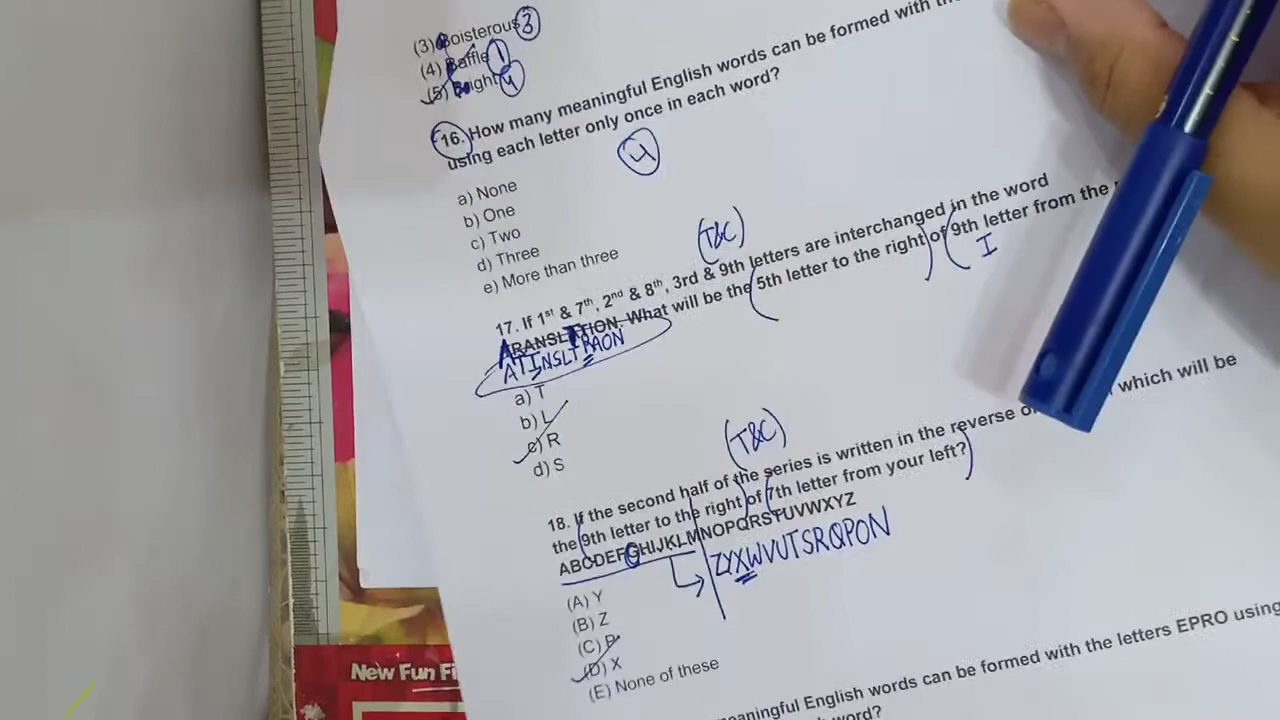 (3) Boisterous 3
(4) Baffle 1
(5) Bright 4
16. How many meaningful English words can be formed with the
using each letter only once in each word?
4
a) None
b) One
c) Two
d) Three
e) More than three
(T&C)
17. If 1st & 7th, 2nd & 8th, 3rd & 9th letters are interchanged in the word
TRANSLATION. What will be the 5th letter to the right of 9th letter from the
I
ATINSLTRAON
a) T
b) L
c) R
d) S
(T&C)
18. If the second half of the series is written in the reverse which will be
the 9th letter to the right of 7th letter from your left?
ABCDEFGHIJKLMNOPQRSTUVWXYZ
ZYXWVUTSRQPON
(A) Y
(B) Z
(C) P
(D) X
(E) None of these
meaningful English words can be formed with the letters EPRO using
word?
New Fun Fi